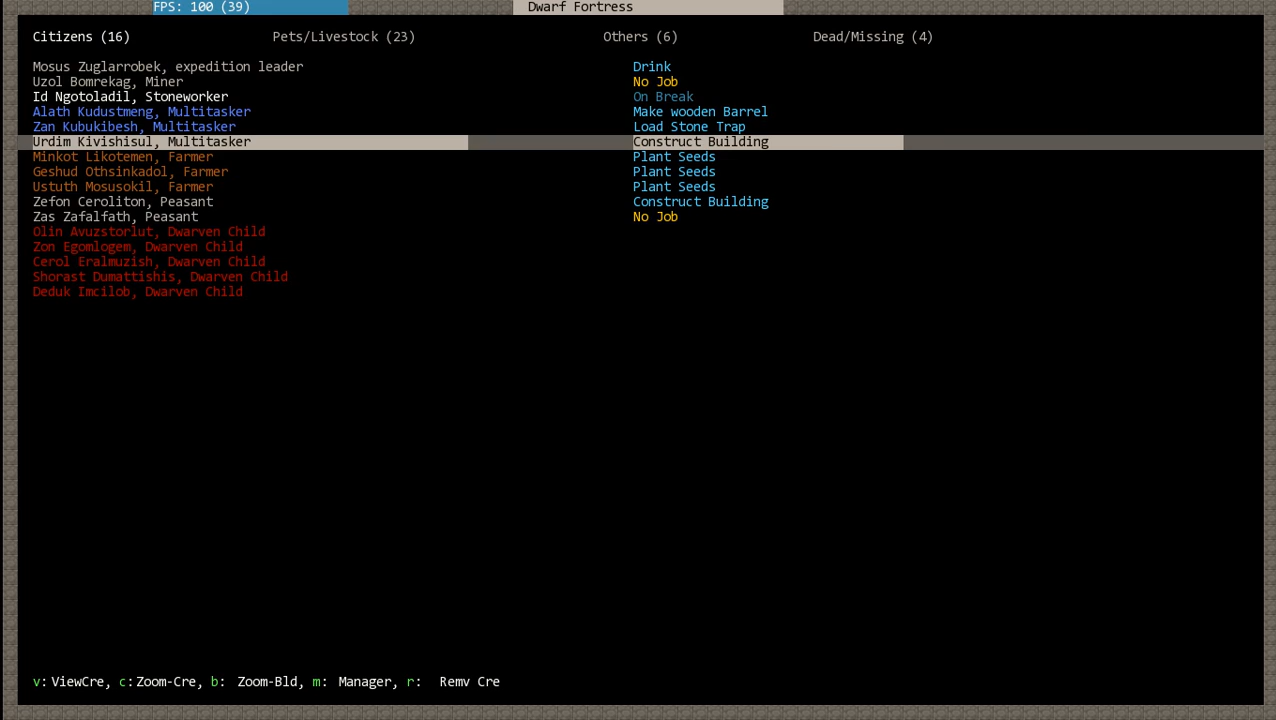 FPS: 100 (39) Dwarf Fortress
Citizens (16) Pets/Livestock (23) Others (6) Dead/Missing (4)
Mosus Zuglarrobek, expedition leader Drink
Uzol Bomrekag, Miner No Job
Id Ngotoladil, Stoneworker On Break
Alath Kudustmeng, Multitasker Make wooden Barrel
Zan Kubukibesh, Multitasker Load Stone Trap
Urdim Kivishisul, Multitasker Construct Building
Minkot Likotemen, Farmer Plant Seeds
Geshud Othsinkadol, Farmer Plant Seeds
Ustuth Mosusokil, Farmer Plant Seeds
Zefon Ceroliton, Peasant Construct Building
Zas Zafalfath, Peasant No Job
Olin Avuzstorlut, Dwarven Child
Zon Egomlogem, Dwarven Child
Cerol Eralmuzish, Dwarven Child
Shorast Dumattishis, Dwarven Child
Deduk Imcilob, Dwarven Child
v: ViewCre, c: Zoom-Cre, b: Zoom-Bld, m: Manager, r: Remv Cre